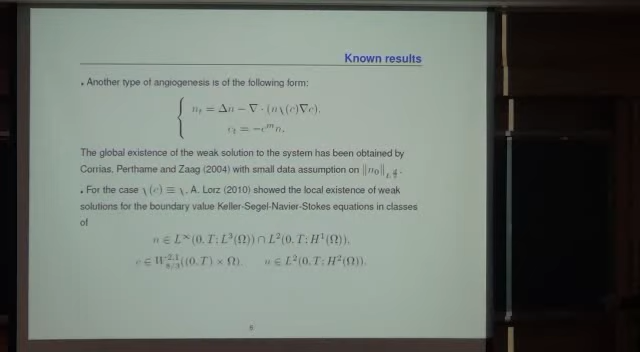 Known results
• Another type of angiogenesis is of the following form:
n_t = Δn − ∇ · (nχ(c)∇c),
c_t = −c^m n.
The global existence of the weak solution to the system has been obtained by
Corrias, Perthame and Zaag (2004) with small data assumption on ‖n_0‖_{L^{d/2}}.
• For the case χ(c) ≡ χ, A. Lorz (2010) showed the local existence of weak
solutions for the boundary value Keller-Segel-Navier-Stokes equations in classes
of
n ∈ L^∞(0, T; L^3(Ω)) ∩ L^2(0, T; H^1(Ω)),
c ∈ W^{2,1}((0, T) × Ω), u ∈ L^2(0, T; H^2(Ω)).